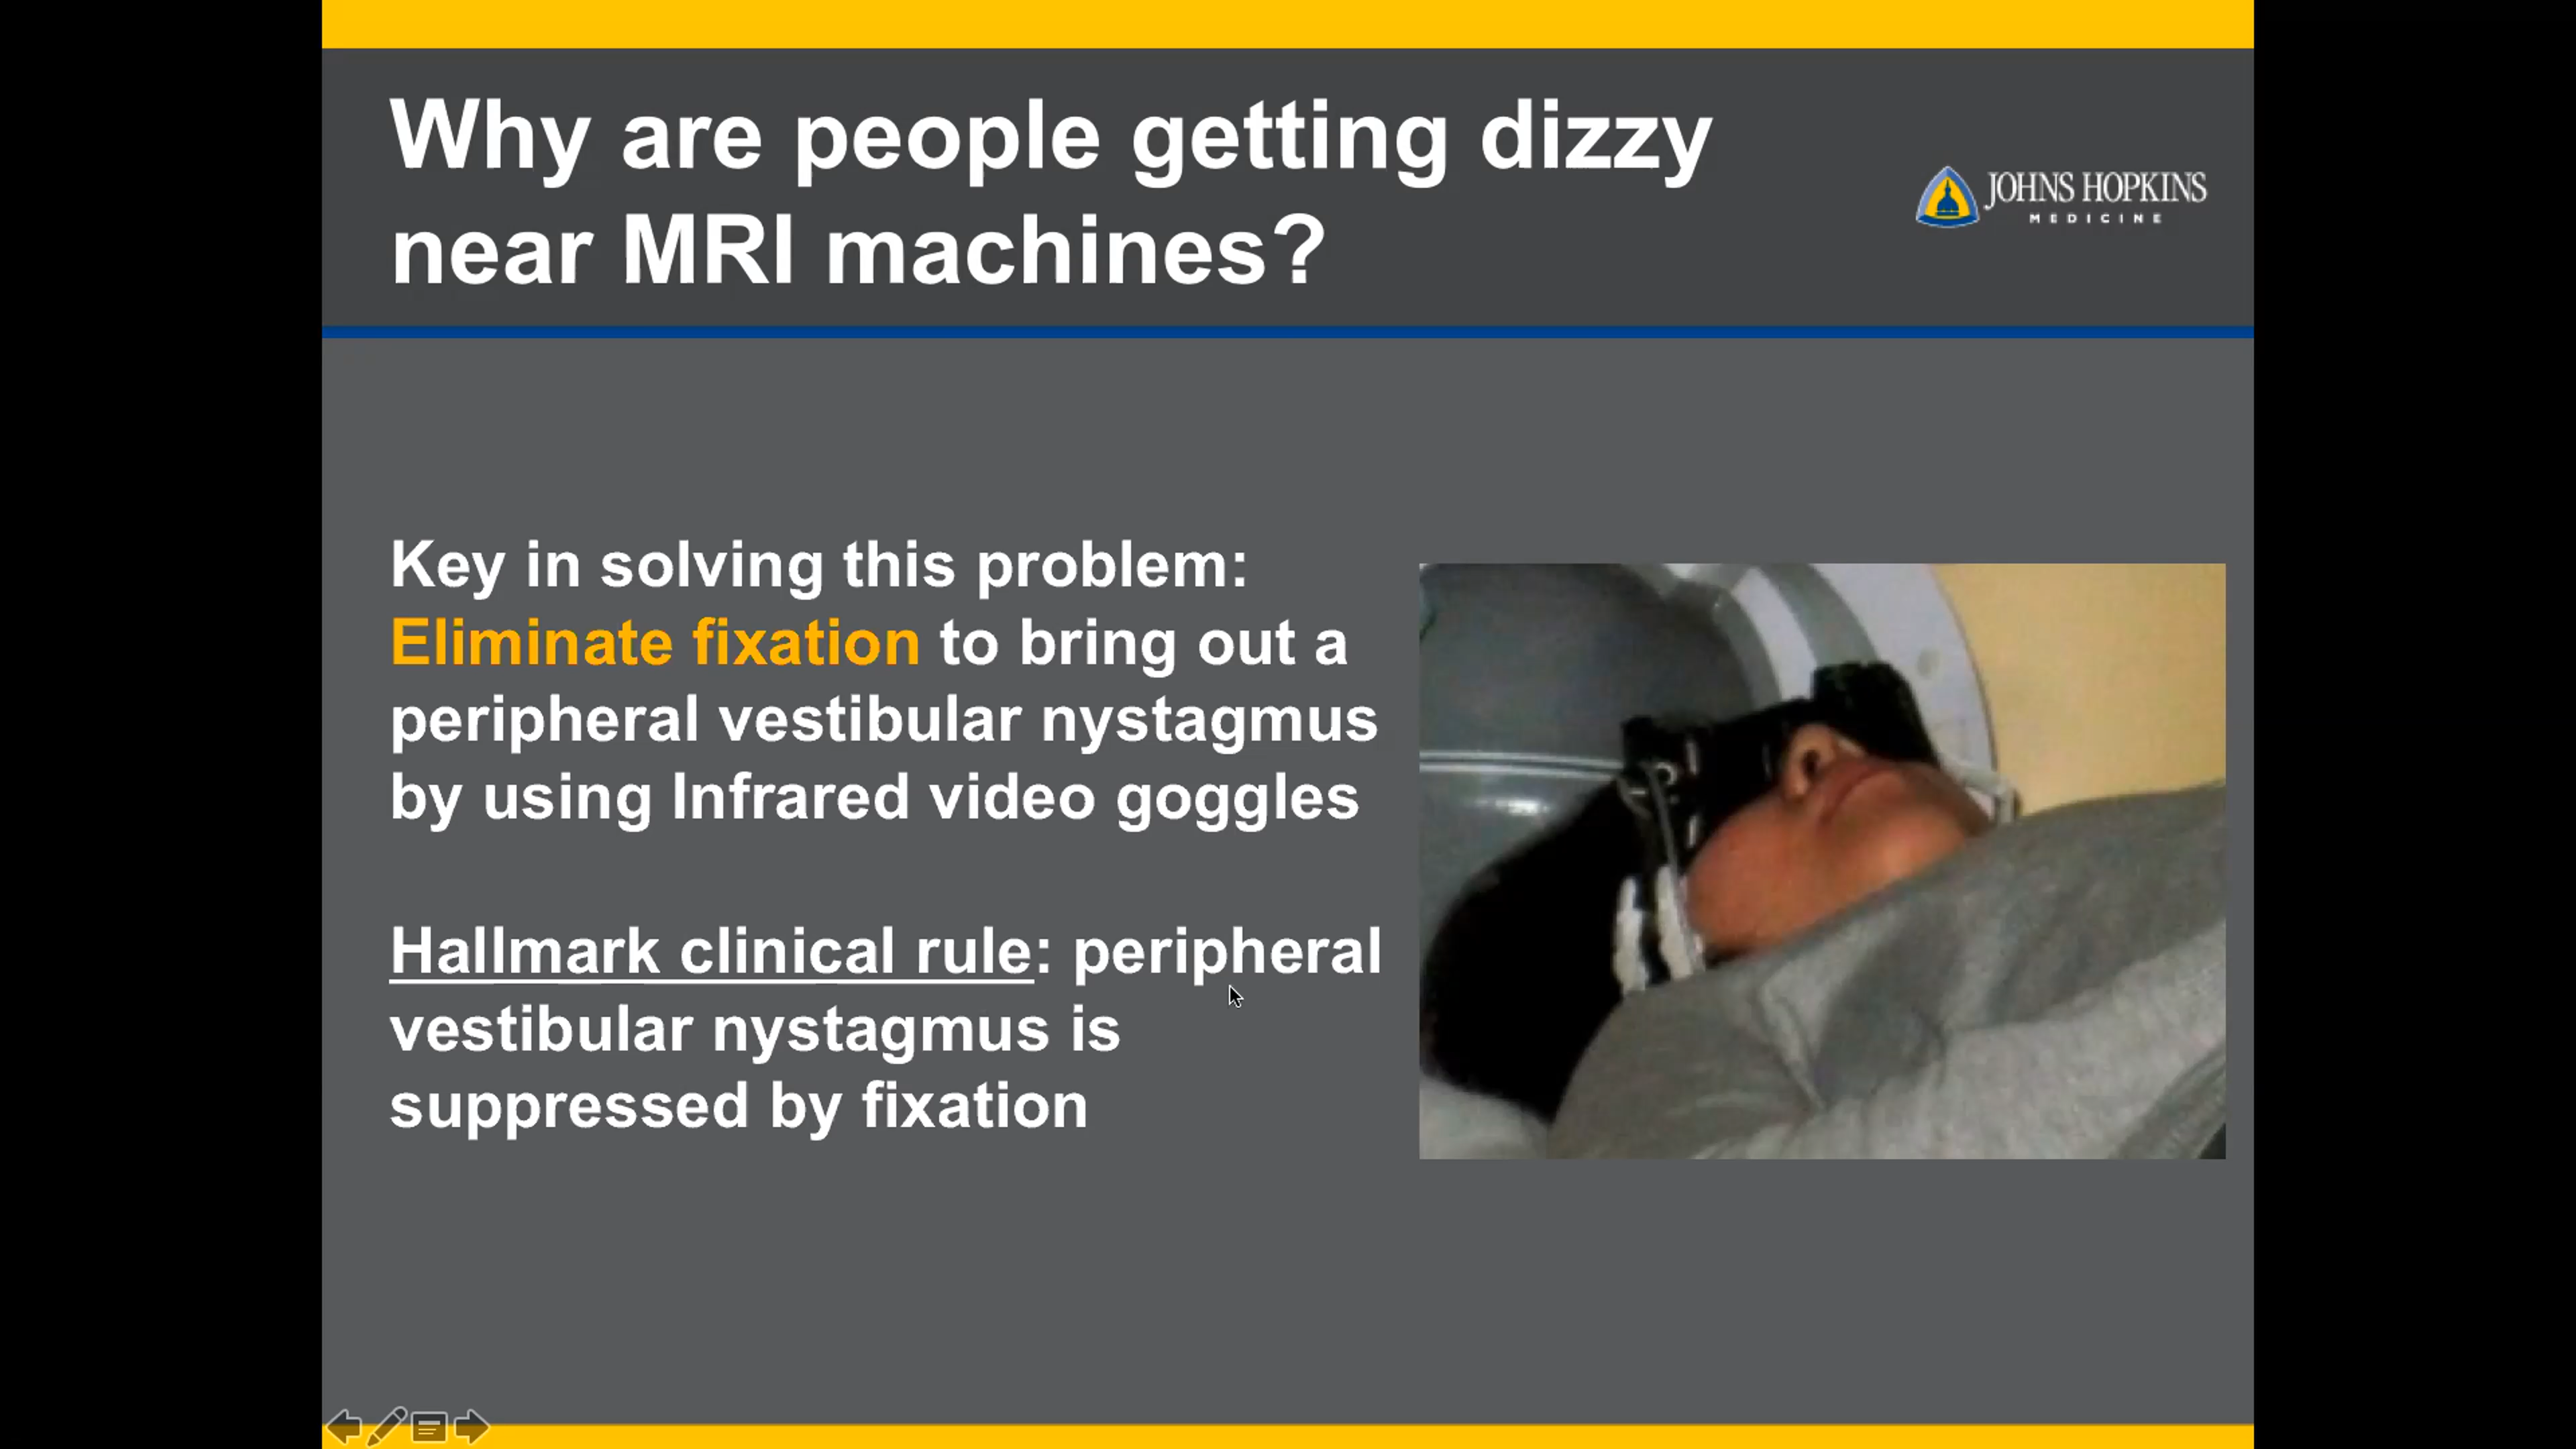 Why are people getting dizzy
near MRI machines?
JOHNS HOPKINS
MEDICINE
Key in solving this problem:
Eliminate fixation to bring out a
peripheral vestibular nystagmus
by using Infrared video goggles
Hallmark clinical rule: peripheral
vestibular nystagmus is
suppressed by fixation